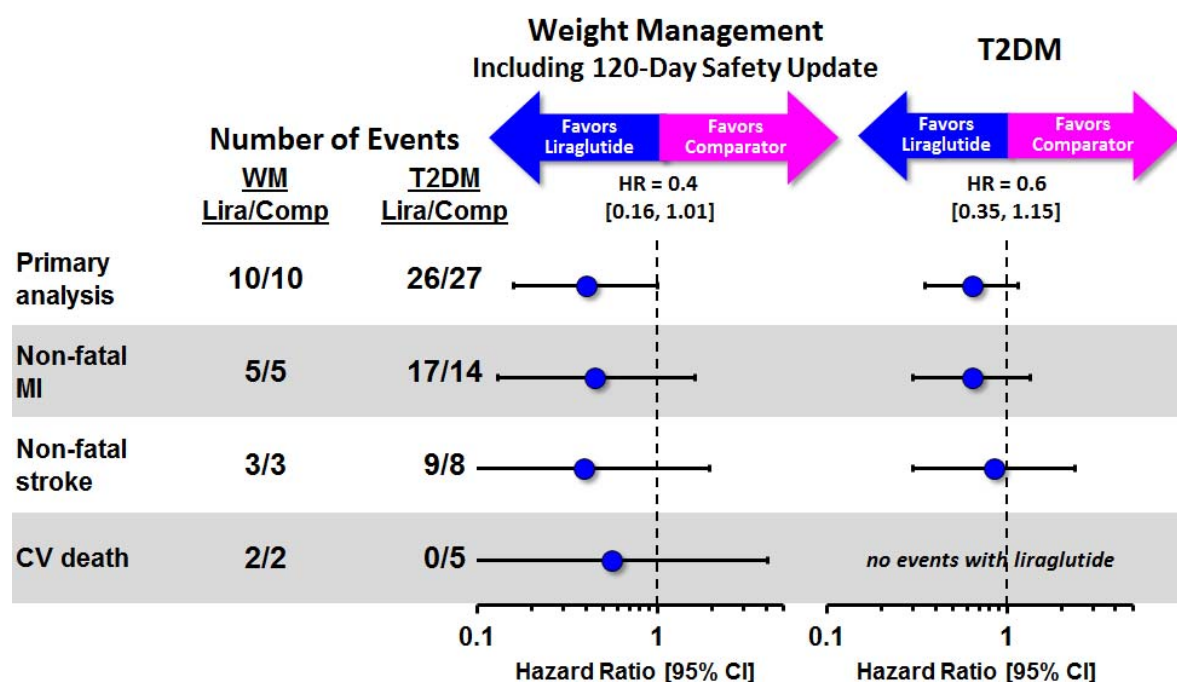 Weight Management
Including 120-Day Safety Update
T2DM
Favors
Liraglutide
Favors
Comparator
Favors
Liraglutide
Favors
Comparator
Number of Events
WM
Lira/Comp
T2DM
Lira/Comp
HR = 0.4
[0.16, 1.01]
HR = 0.6
[0.35, 1.15]
Primary
analysis
10/10
26/27
Non-fatal
MI
5/5
17/14
Non-fatal
stroke
3/3
9/8
CV death
2/2
0/5
no events with liraglutide
0.1
1
0.1
1
Hazard Ratio [95% CI]
Hazard Ratio [95% CI]